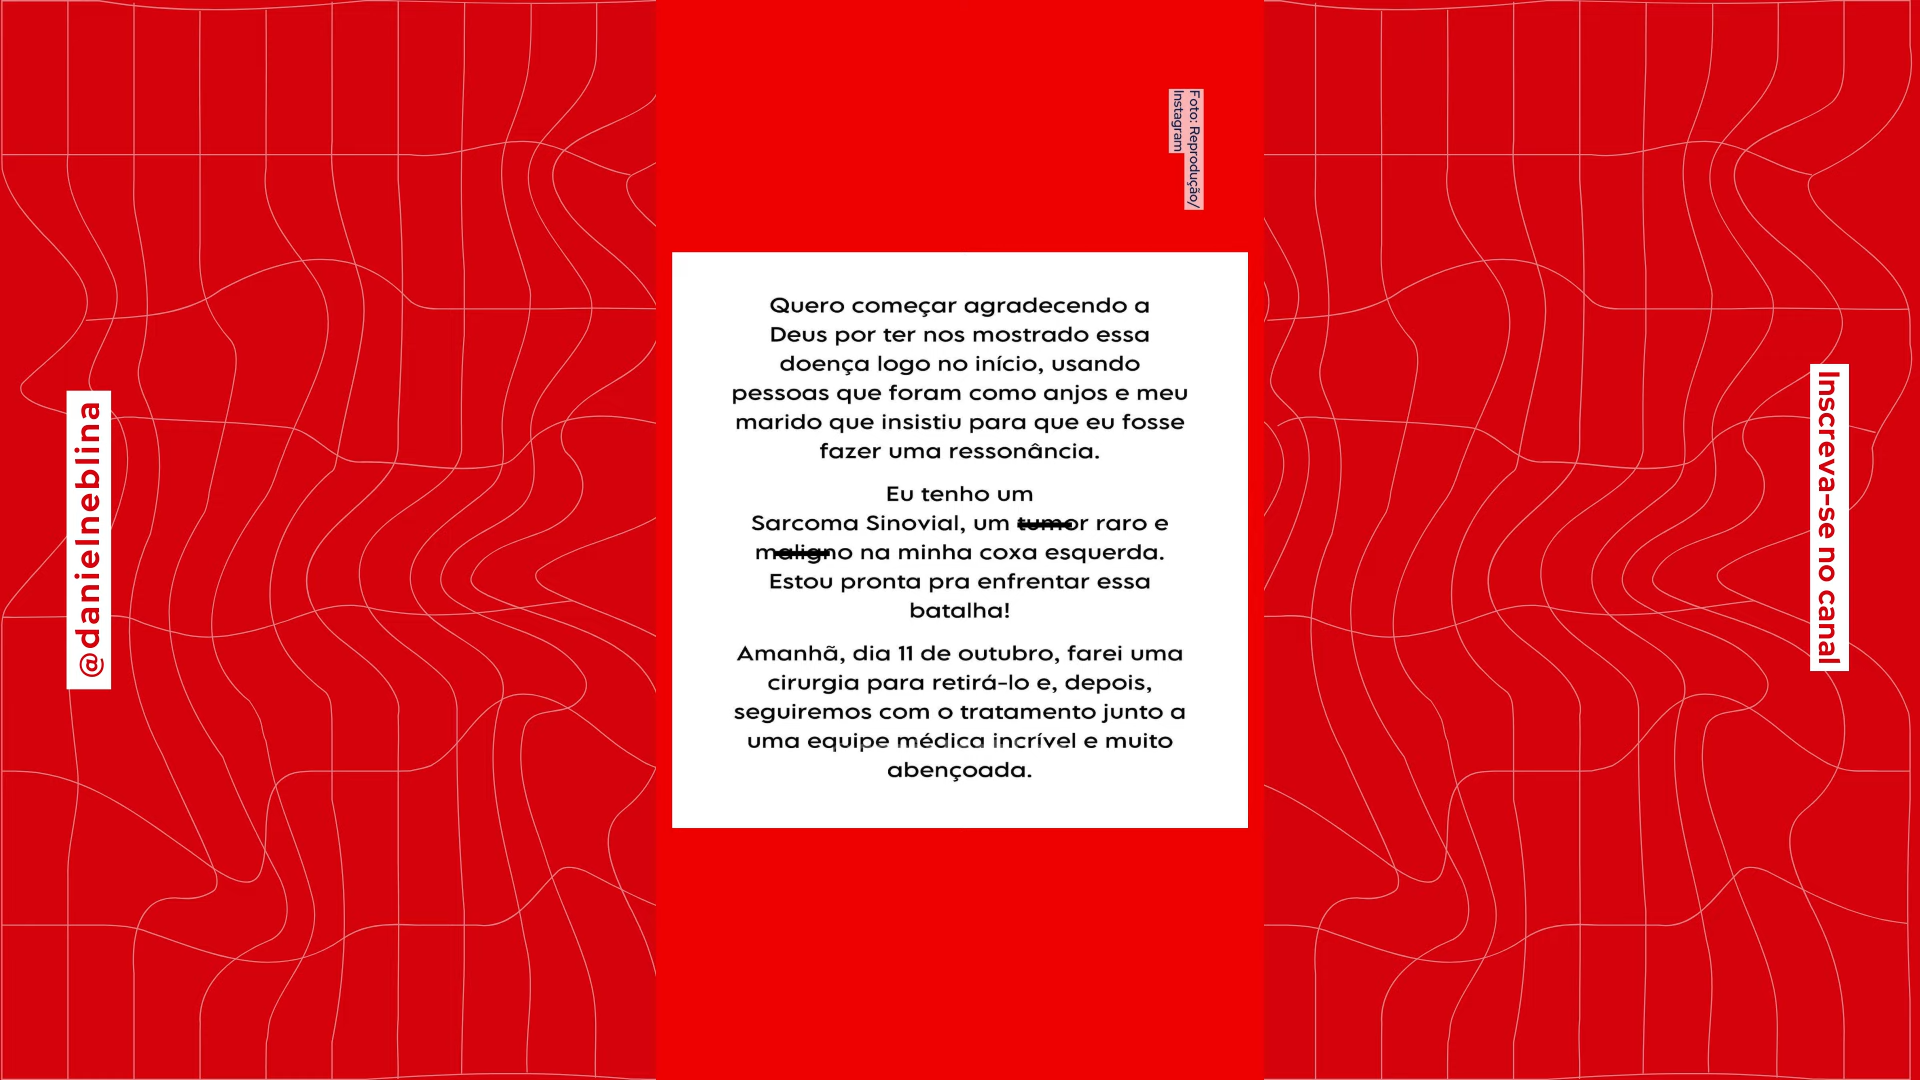 @danielneblina
Foto: Reprodução/
Instagram
Quero começar agradecendo a
Deus por ter nos mostrado essa
doença logo no início, usando
pessoas que foram como anjos e meu
marido que insistiu para que eu fosse
fazer uma ressonância.
Eu tenho um
Sarcoma Sinovial, um tumor raro e
maligno na minha coxa esquerda.
Estou pronta pra enfrentar essa
batalha!
Amanhã, dia 11 de outubro, farei uma
cirurgia para retirá-lo e, depois,
seguiremos com o tratamento junto a
uma equipe médica incrível e muito
abençoada.
Inscreva-se no canal